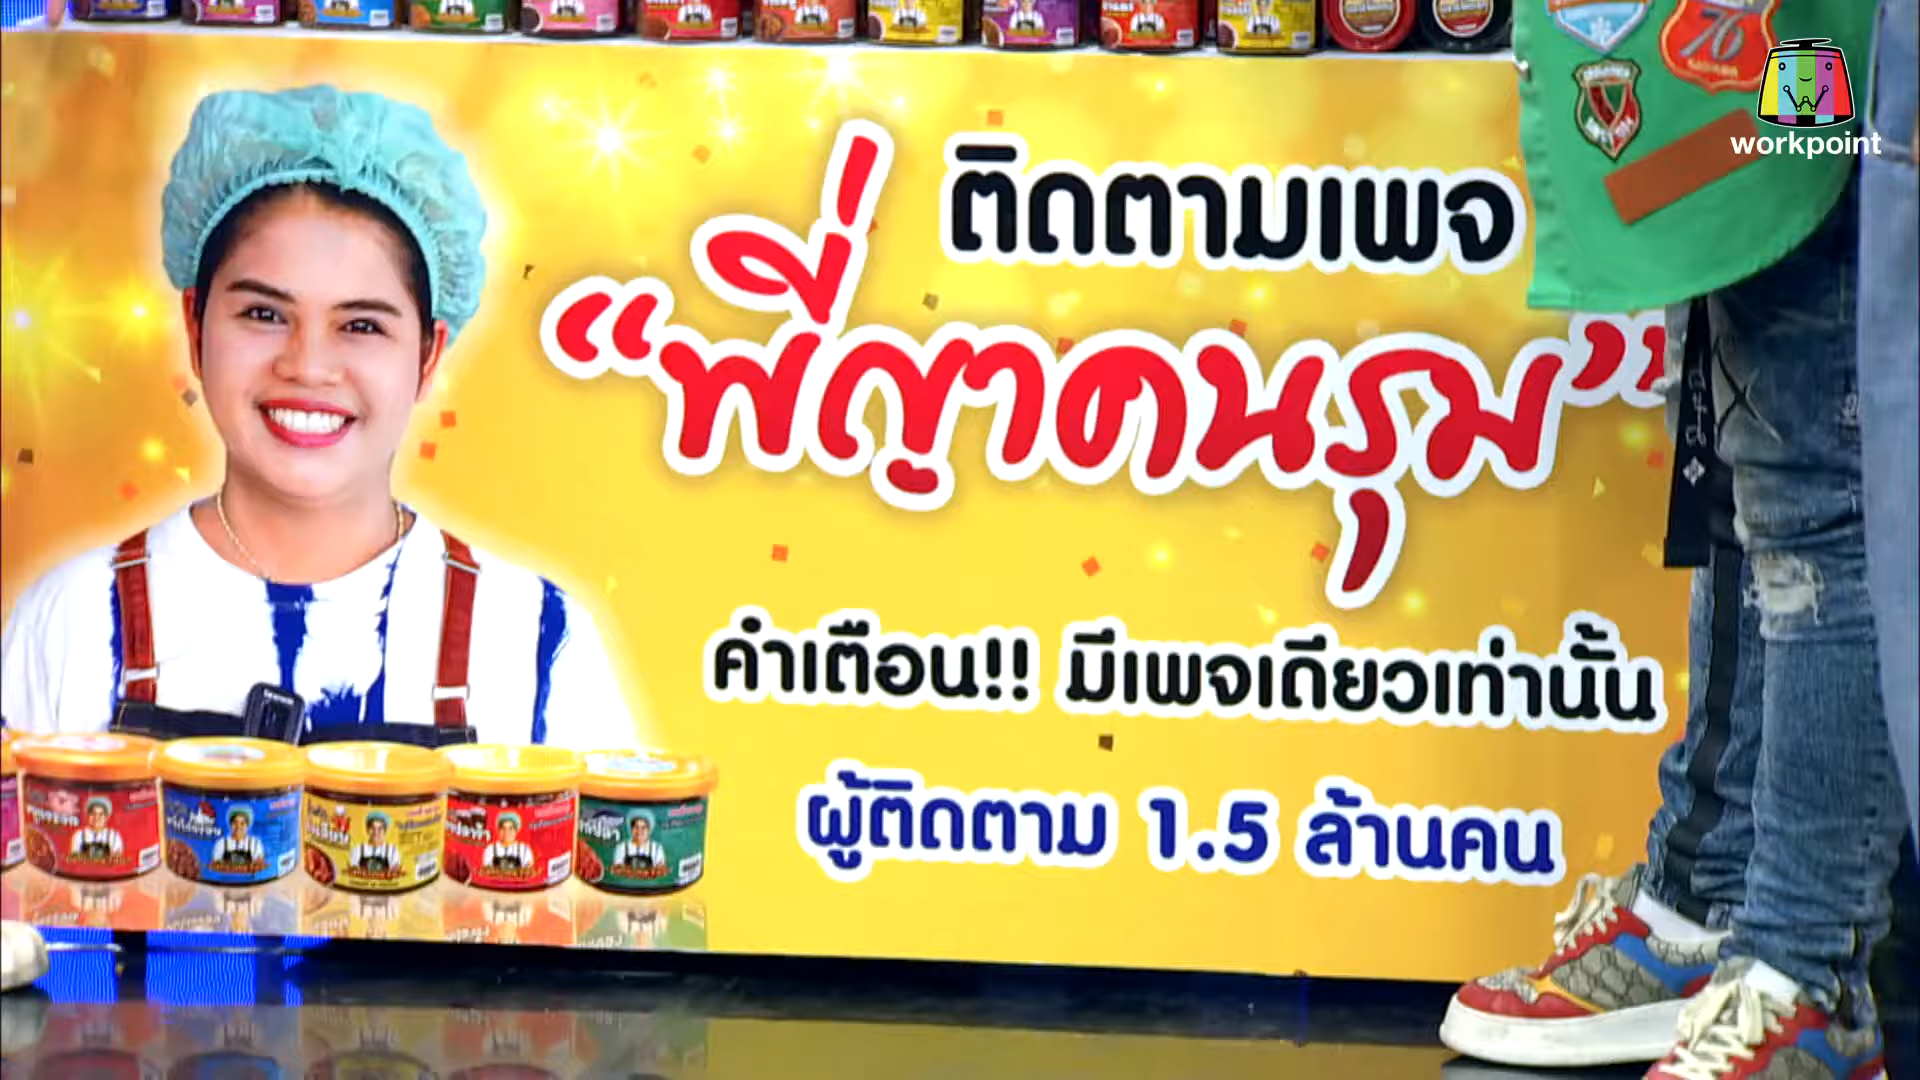 workpoint
76
ติดตามเพจ
“พี่ญาคนรุม”
คำเตือน!! มีเพจเดียวเท่านั้น
ผู้ติดตาม 1.5 ล้านคน